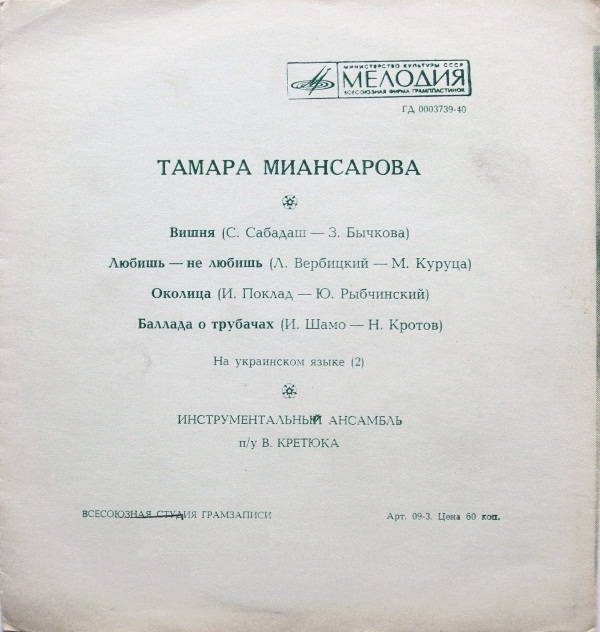 МИНИСТЕРСТВО КУЛЬТУРЫ СССР
МЕЛОДИЯ
ВСЕСОЮЗНАЯ ФИРМА ГРАМПЛАСТИНОК
ГД 0003739-40
ТАМАРА МИАНСАРОВА
Вишня (С. Сабадаш — З. Бычкова)
Любишь — не любишь (Л. Вербицкий — М. Куруца)
Околица (И. Поклад — Ю. Рыбчинский)
Баллада о трубачах (И. Шамо — Н. Кротов)
На украинском языке (2)
ИНСТРУМЕНТАЛЬНЫЙ АНСАМБЛЬ
п/у В. КРЕТЮКА
ВСЕСОЮЗНАЯ СТУДИЯ ГРАМЗАПИСИ
Арт. 09-3. Цена 60 коп.